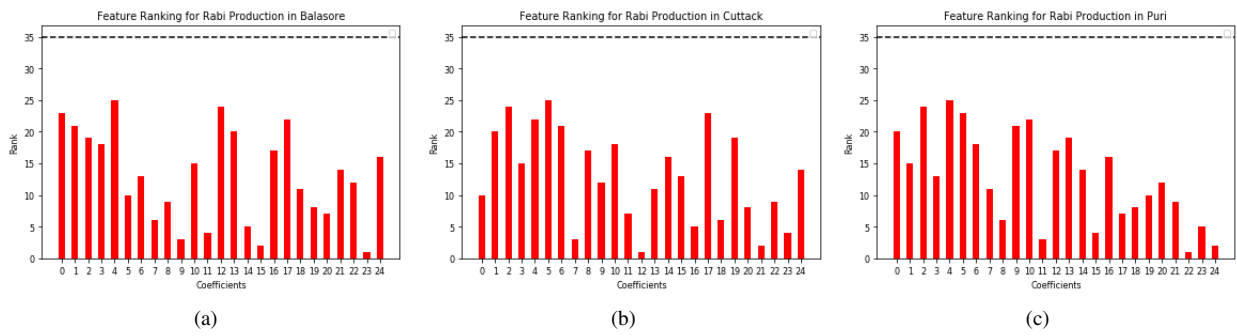 Feature Ranking for Rabi Production in Balasore
35
30
25
20
15
10
5
0
Rank
0 1 2 3 4 5 6 7 8 9 10 11 12 13 14 15 16 17 18 19 20 21 22 23 24
Coefficients
(a)
Feature Ranking for Rabi Production in Cuttack
35
30
25
20
15
10
5
0
Rank
0 1 2 3 4 5 6 7 8 9 10 11 12 13 14 15 16 17 18 19 20 21 22 23 24
Coefficients
(b)
Feature Ranking for Rabi Production in Puri
35
30
25
20
15
10
5
0
Rank
0 1 2 3 4 5 6 7 8 9 10 11 12 13 14 15 16 17 18 19 20 21 22 23 24
Coefficients
(c)